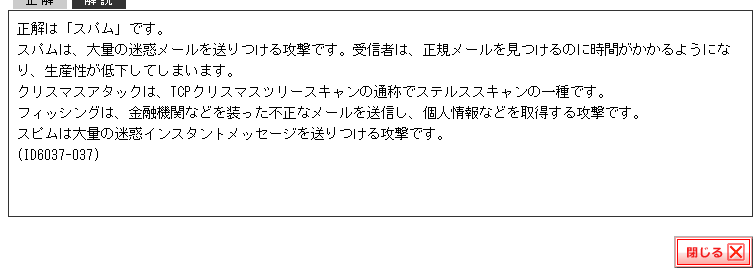 正解 解説
正解は「スパム」です。
スパムは、大量の迷惑メールを送りつける攻撃です。受信者は、正規メールを見つけるのに時間がかかるようにな
り、生産性が低下してしまいます。
クリスマスアタックは、TCPクリスマスツリースキャンの通称でステルススキャンの一種です。
フィッシングは、金融機関などを装った不正なメールを送信し、個人情報などを取得する攻撃です。
スピムは大量の迷惑インスタントメッセージを送りつける攻撃です。
(ID6037-037)
閉じる